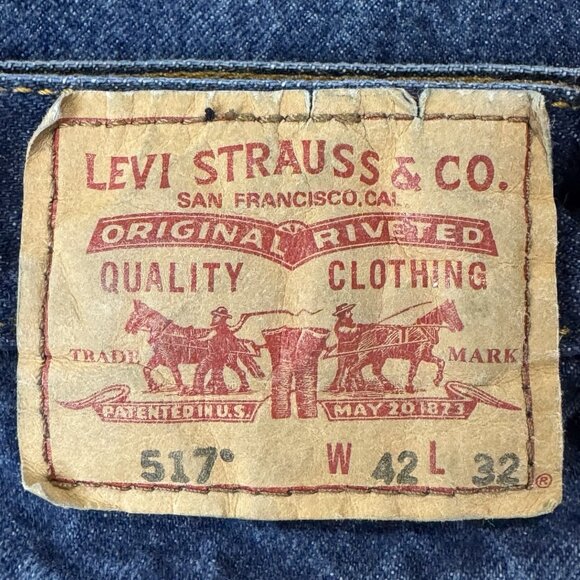 LEVI STRAUSS & CO.
SAN FRANCISCO, CAL.
ORIGINAL RIVETED
QUALITY CLOTHING
TRADE MARK
PATENTED IN U.S. MAY 20 1873
517° W 42 L 32 ®